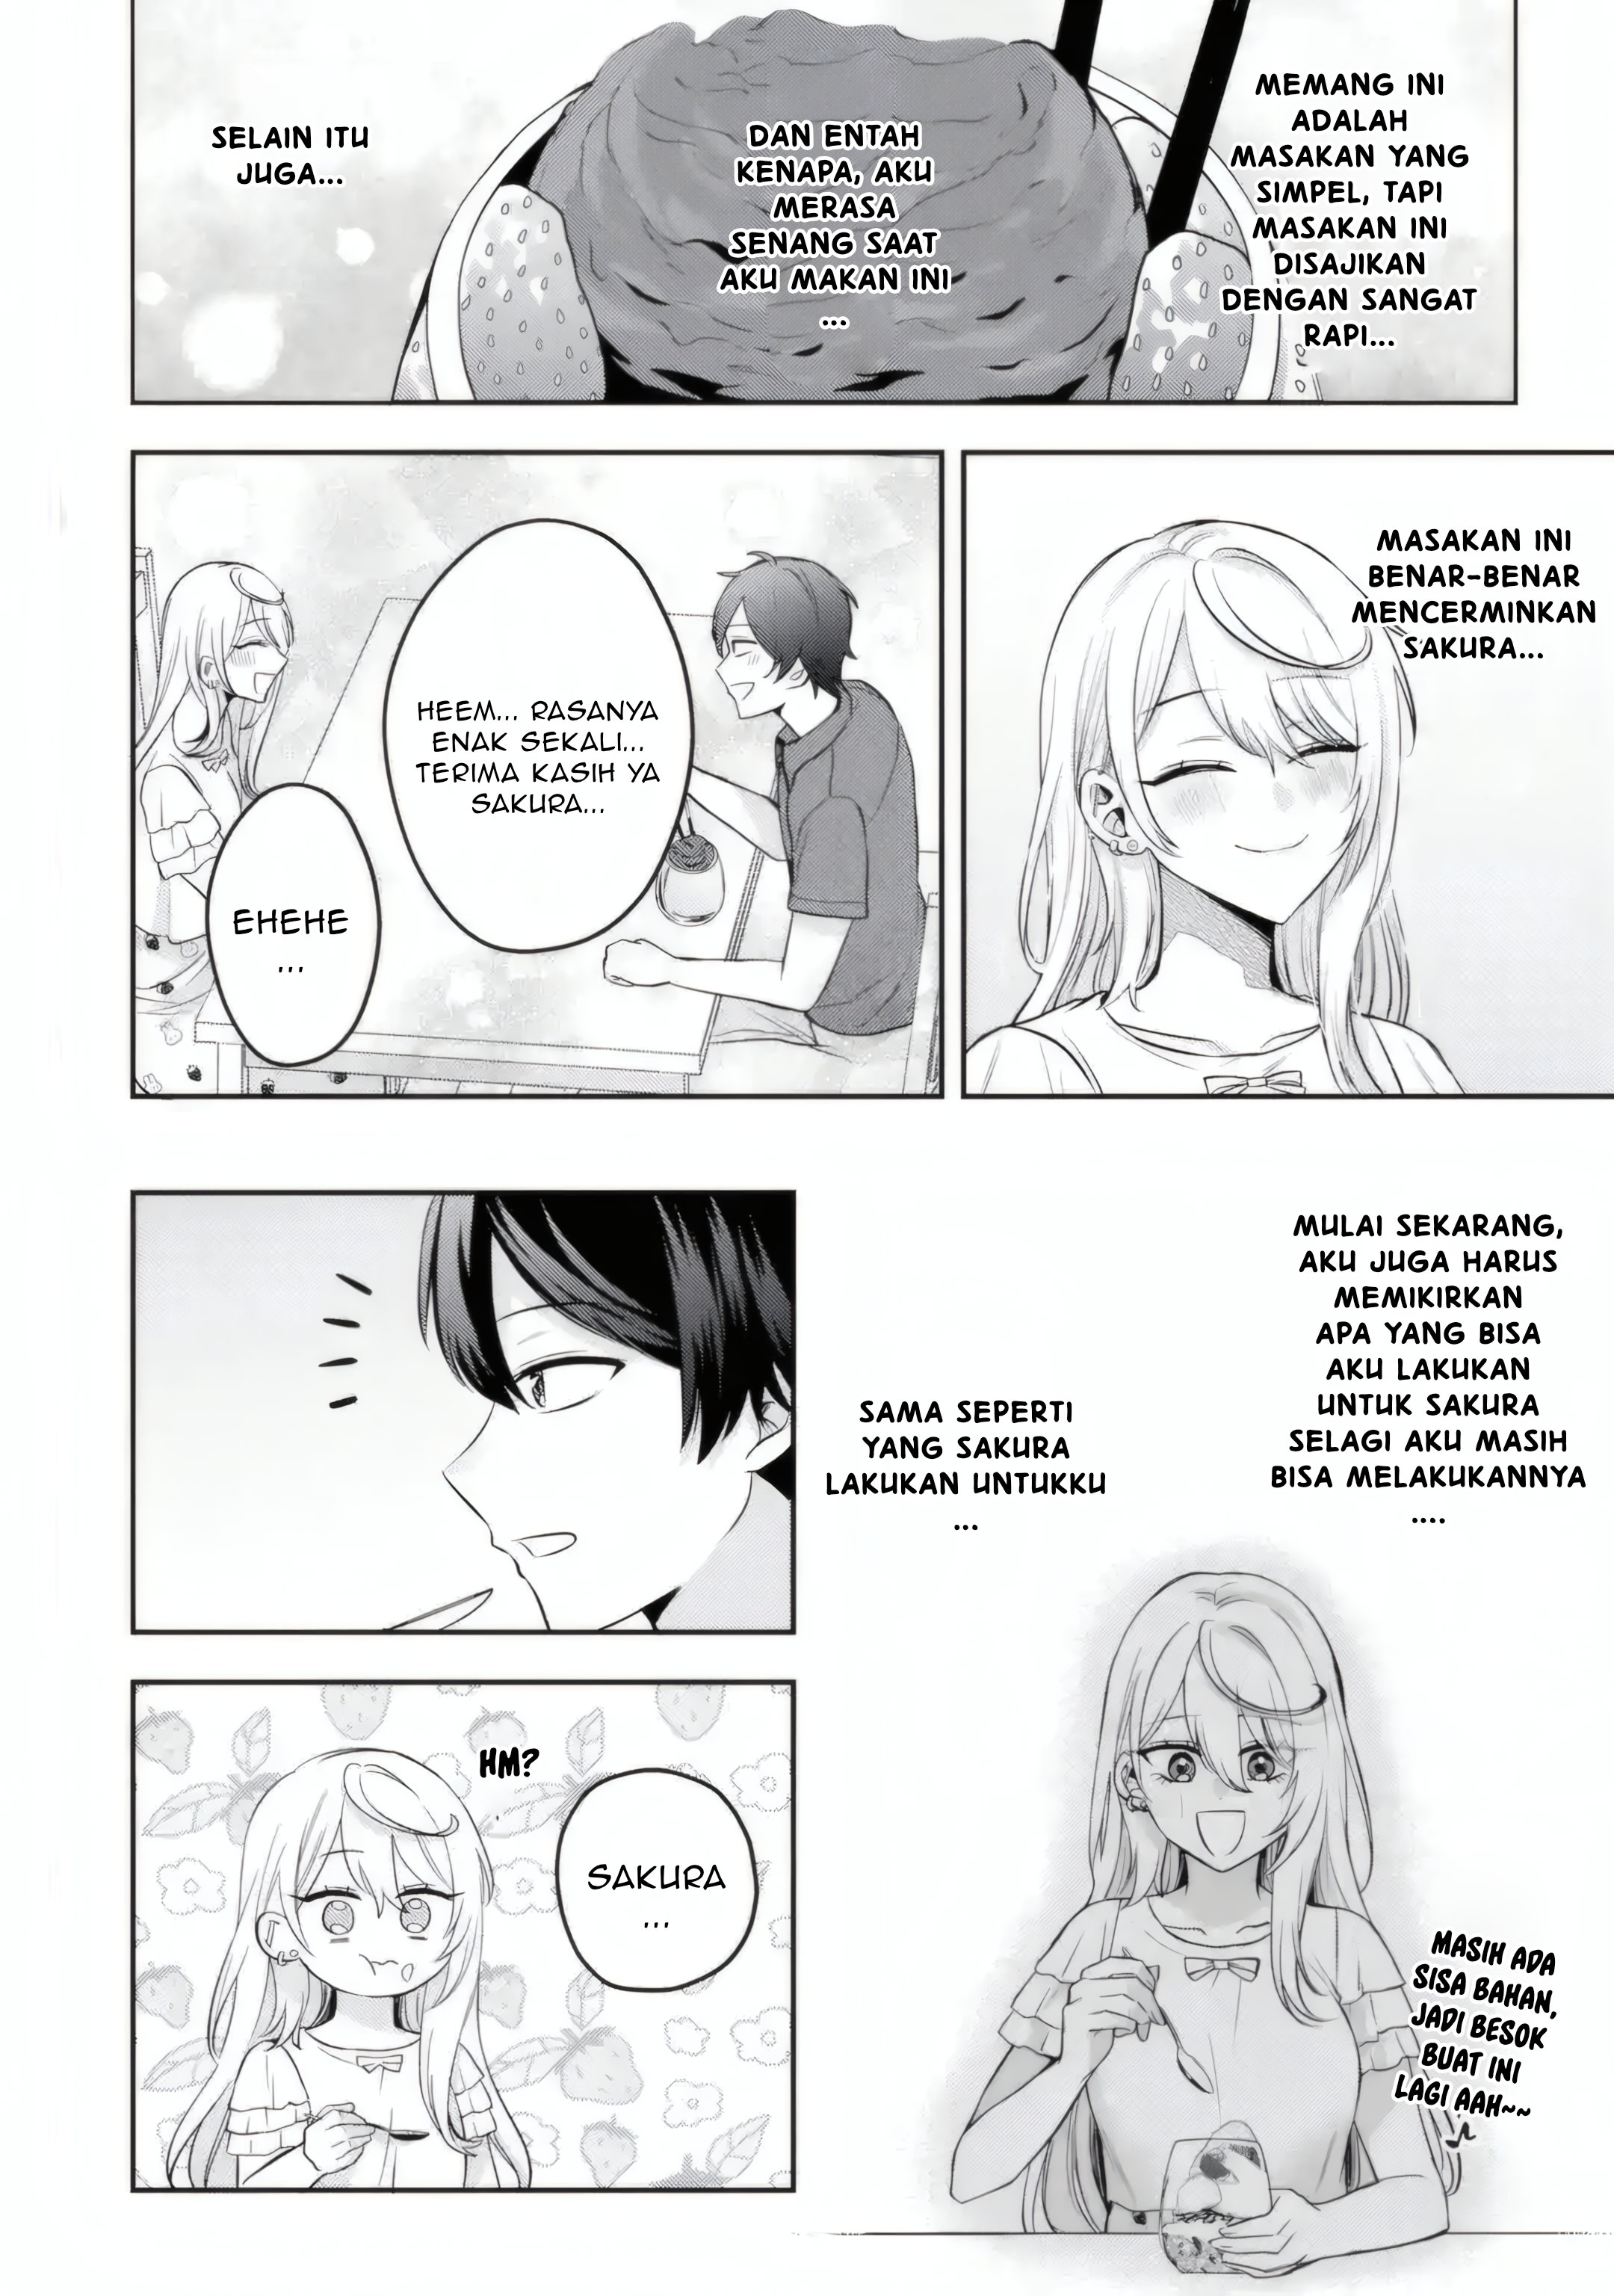 MEMANG INI
ADALAH
MASAKAN YANG
SIMPEL, TAPI
MASAKAN INI
DISAJIKAN
DENGAN SANGAT
RAPI...
DAN ENTAH
KENAPA, AKU
MERASA
SENANG SAAT
AKU MAKAN INI
...
SELAIN ITU
JUGA...
MASAKAN INI
BENAR-BENAR
MENCERMINKAN
SAKURA...
HEEM... RASANYA
ENAK SEKALI...
TERIMA KASIH YA
SAKURA...
EHEHE
...
MULAI SEKARANG,
AKU JUGA HARUS
MEMIKIRKAN
APA YANG BISA
AKU LAKUKAN
UNTUK SAKURA
SELAGI AKU MASIH
BISA MELAKUKANNYA
....
SAMA SEPERTI
YANG SAKURA
LAKUKAN UNTUKKU
...
MASIH ADA
SISA BAHAN,
JADI BESOK
BUAT INI
LAGI AAH~~
SAKURA
...
HM?